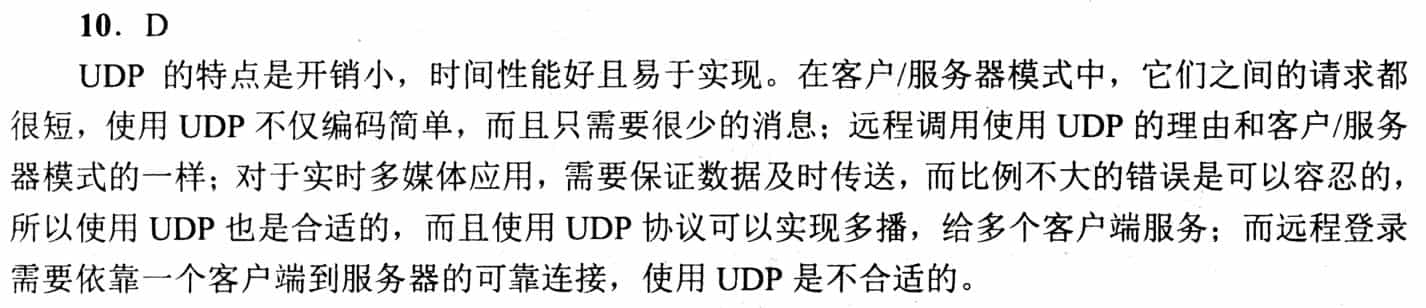 10. D
UDP 的特点是开销小，时间性能好且易于实现。在客户/服务器模式中，它们之间的请求都
很短，使用 UDP 不仅编码简单，而且只需要很少的消息；远程调用使用 UDP 的理由和客户/服务
器模式的一样；对于实时多媒体应用，需要保证数据及时传送，而比例不大的错误是可以容忍的，
所以使用 UDP 也是合适的，而且使用 UDP 协议可以实现多播，给多个客户端服务；而远程登录
需要依靠一个客户端到服务器的可靠连接，使用 UDP 是不合适的。